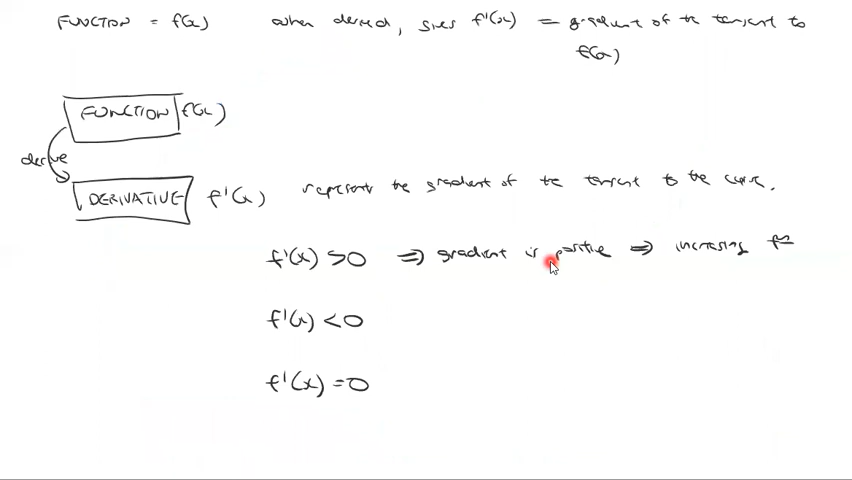 FUNCTION = f(x) when derived, gives f'(x) = gradient of the tangent to
f(x)
FUNCTION f(x)
derive
DERIVATIVE f'(x) represents the gradient of the tangent to the curve.
f'(x) >0 => gradient is positive => increasing fn
f'(x) <0
f'(x) =0